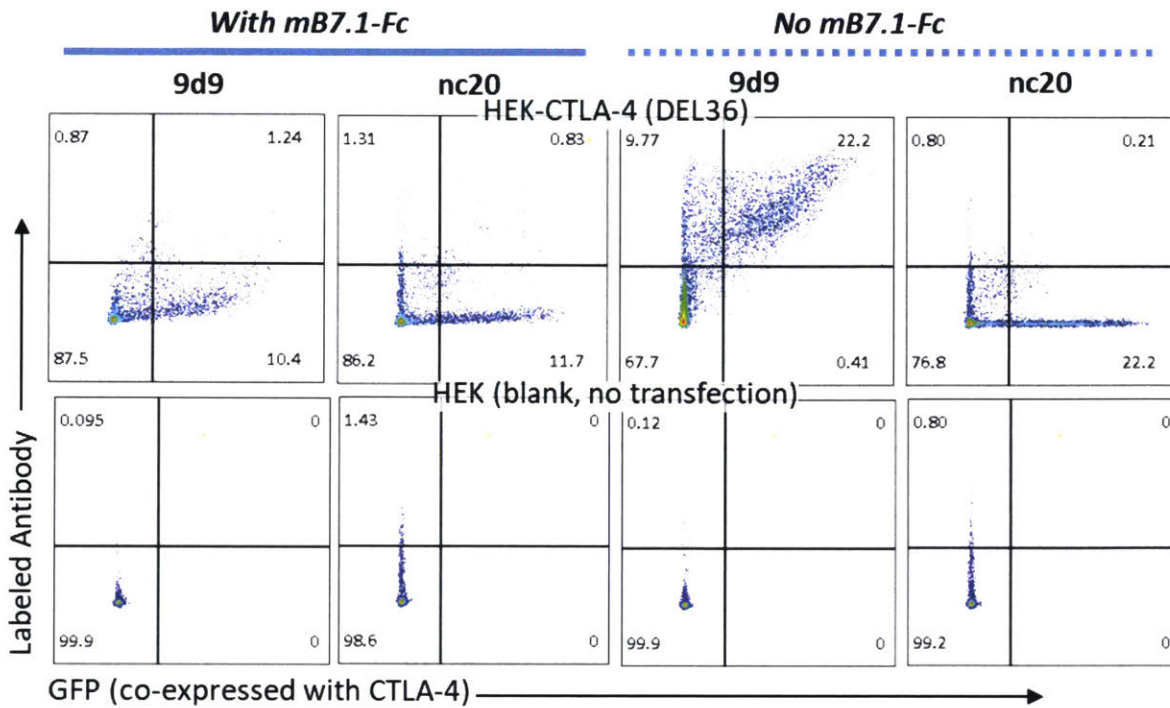 With mB7.1-Fc No mB7.1-Fc
9d9 nc20 9d9 nc20
HEK-CTLA-4 (DEL36)
0.87 1.24 1.31 0.83 9.77 22.2 0.80 0.21
87.5 10.4 86.2 11.7 67.7 0.41 76.8 22.2
HEK (blank, no transfection)
0.095 0 1.43 0 0.12 0 0.80 0
99.9 0 98.6 0 99.9 0 99.2 0
Labeled Antibody
GFP (co-expressed with CTLA-4)